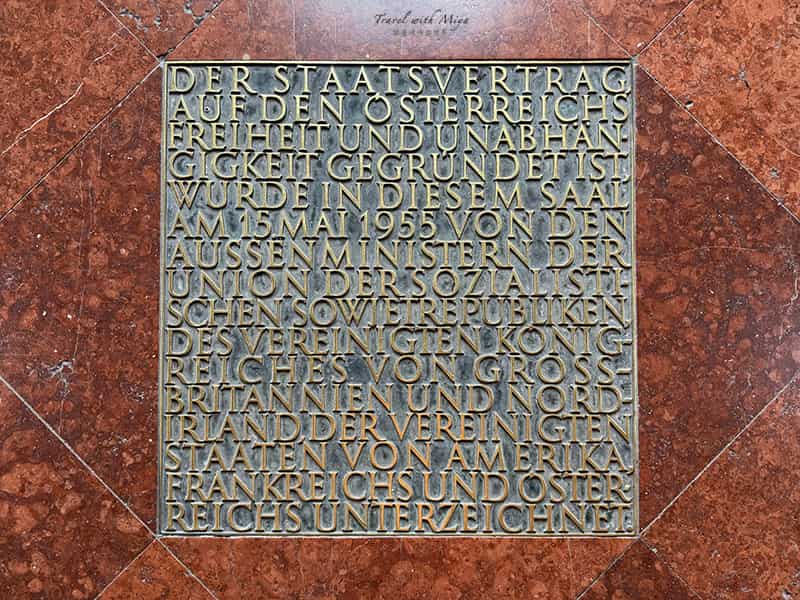 Travel with Miya
DER STAATSVERTRAG
AUF DEN ÖSTERREICHS
FREIHEIT UND UNABHÄN-
GIGKEIT GEGRÜNDET IST
WURDE IN DIESEM SAAL
AM 15. MAI 1955 VON DEN
AUSSENMINISTERN DER
UNION DER SOZIALISTI-
SCHEN SOWJETREPUBLIKEN
DES VEREINIGTEN KÖNIG-
REICHES VON GROSS-
BRITANNIEN UND NORD-
IRLAND DER VEREINIGTEN
STAATEN VON AMERIKA
FRANKREICHS UND ÖSTER-
REICHS UNTERZEICHNET